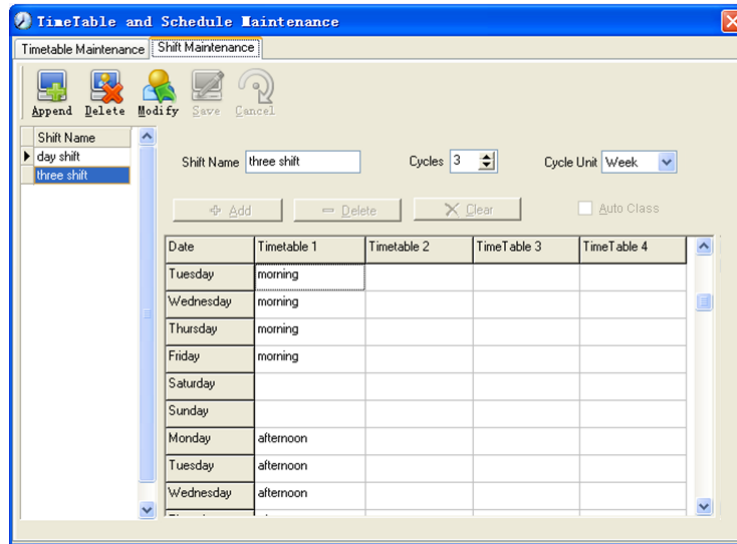 TimeTable and Schedule Maintenance
Timetable Maintenance Shift Maintenance
Append Delete Modify Save Cancel
Shift Name
day shift
three shift
Shift Name three shift Cycles 3 Cycle Unit Week
Add Delete Clear Auto Class
Date Timetable 1 Timetable 2 TimeTable 3 TimeTable 4
Tuesday morning
Wednesday morning
Thursday morning
Friday morning
Saturday
Sunday
Monday afternoon
Tuesday afternoon
Wednesday afternoon